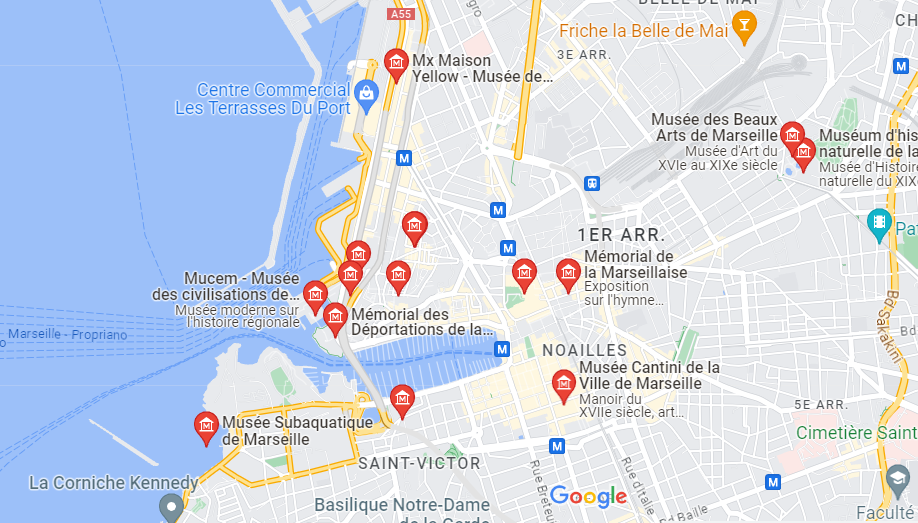 BELLE DE MAI
A55
Friche la Belle de Mai
3E ARR.
Mx Maison
Yellow - Musée de...
Centre Commercial
Les Terrasses Du Port
M
Musée des Beaux
Arts de Marseille
Musée d'Art du
XVIe au XIXe siècle
Muséum d'his
naturelle de la
Musée d'Histoire
naturelle du XIX
M
M
M
M
1ER ARR.
Mémorial de
la Marseillaise
Exposition
sur l'hymne...
Mucem - Musée
des civilisations de...
Musée moderne sur
l'histoire régionale
Mémorial des
Déportations de la...
Marseille - Propriano
M
NOAILLES
Bd Sakakini
Musée Cantini de la
Ville de Marseille
Manoir du
XVIIe siècle, art...
5E ARR.
Musée Subaquatique
de Marseille
Cimetière Saint
M
SAINT-VICTOR
La Corniche Kennedy
M
Google
Rue Breteu
Rue d'Italie
Bd Baille
Basilique Notre-Dame
de la Garde
Faculté